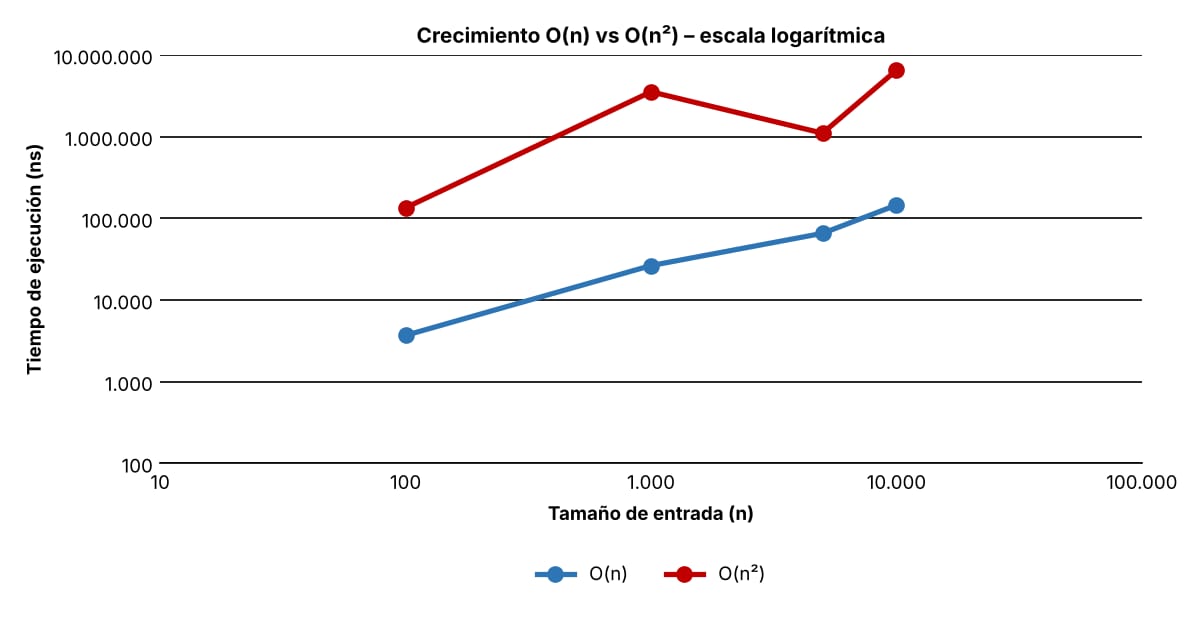 Crecimiento O(n) vs O(n²) – escala logarítmica
10.000.000
1.000.000
100.000
10.000
1.000
100
Tiempo de ejecución (ns)
10 100 1.000 10.000 100.000
Tamaño de entrada (n)
O(n) O(n²)